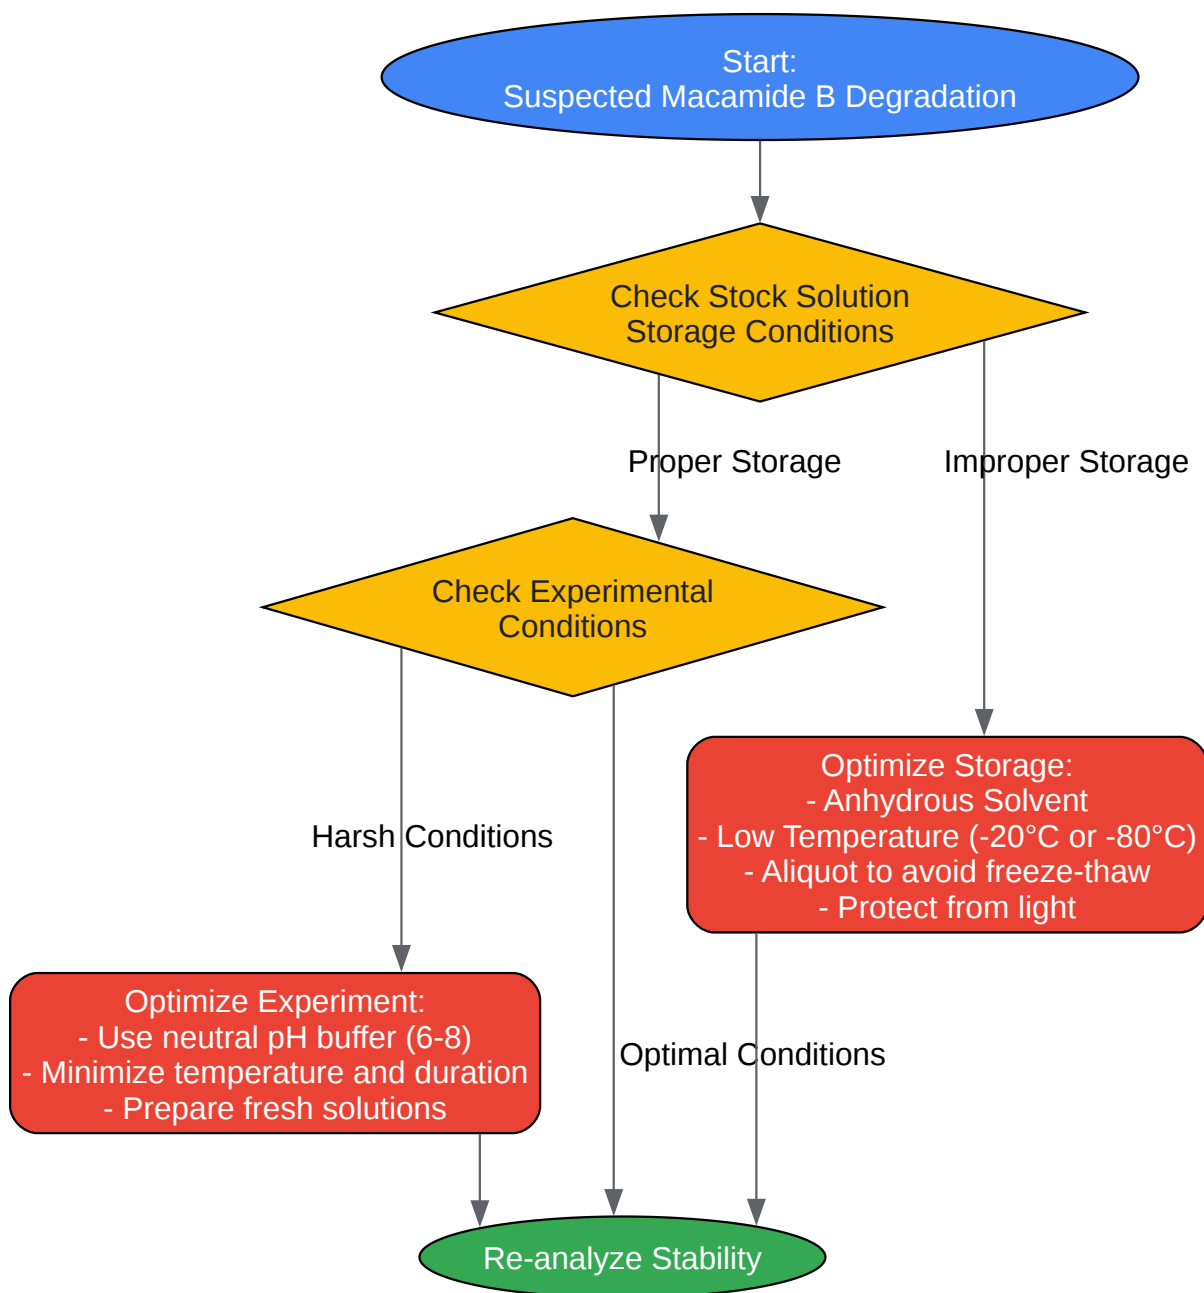 Start:
Suspected Macamide B Degradation
Check Stock Solution
Storage Conditions
Proper Storage
Improper Storage
Check Experimental
Conditions
Harsh Conditions
Optimize Storage:
- Anhydrous Solvent
- Low Temperature (-20°C or -80°C)
- Aliquot to avoid freeze-thaw
- Protect from light
Optimize Experiment:
- Use neutral pH buffer (6-8)
- Minimize temperature and duration
- Prepare fresh solutions
Optimal Conditions
Re-analyze Stability